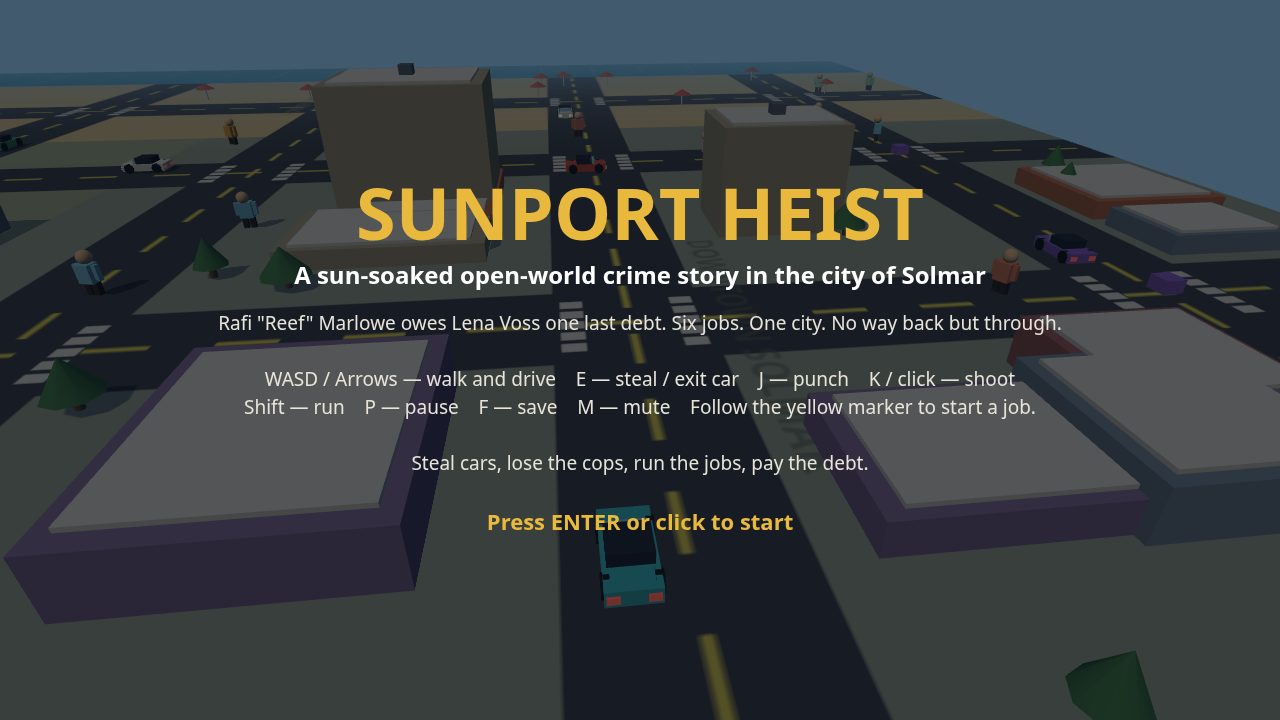 SUNPORT HEIST
A sun-soaked open-world crime story in the city of Solmar
Rafi "Reef" Marlowe owes Lena Voss one last debt. Six jobs. One city. No way back but through.
WASD / Arrows — walk and drive    E — steal / exit car    J — punch    K / click — shoot
Shift — run    P — pause    F — save    M — mute    Follow the yellow marker to start a job.
Steal cars, lose the cops, run the jobs, pay the debt.
Press ENTER or click to start